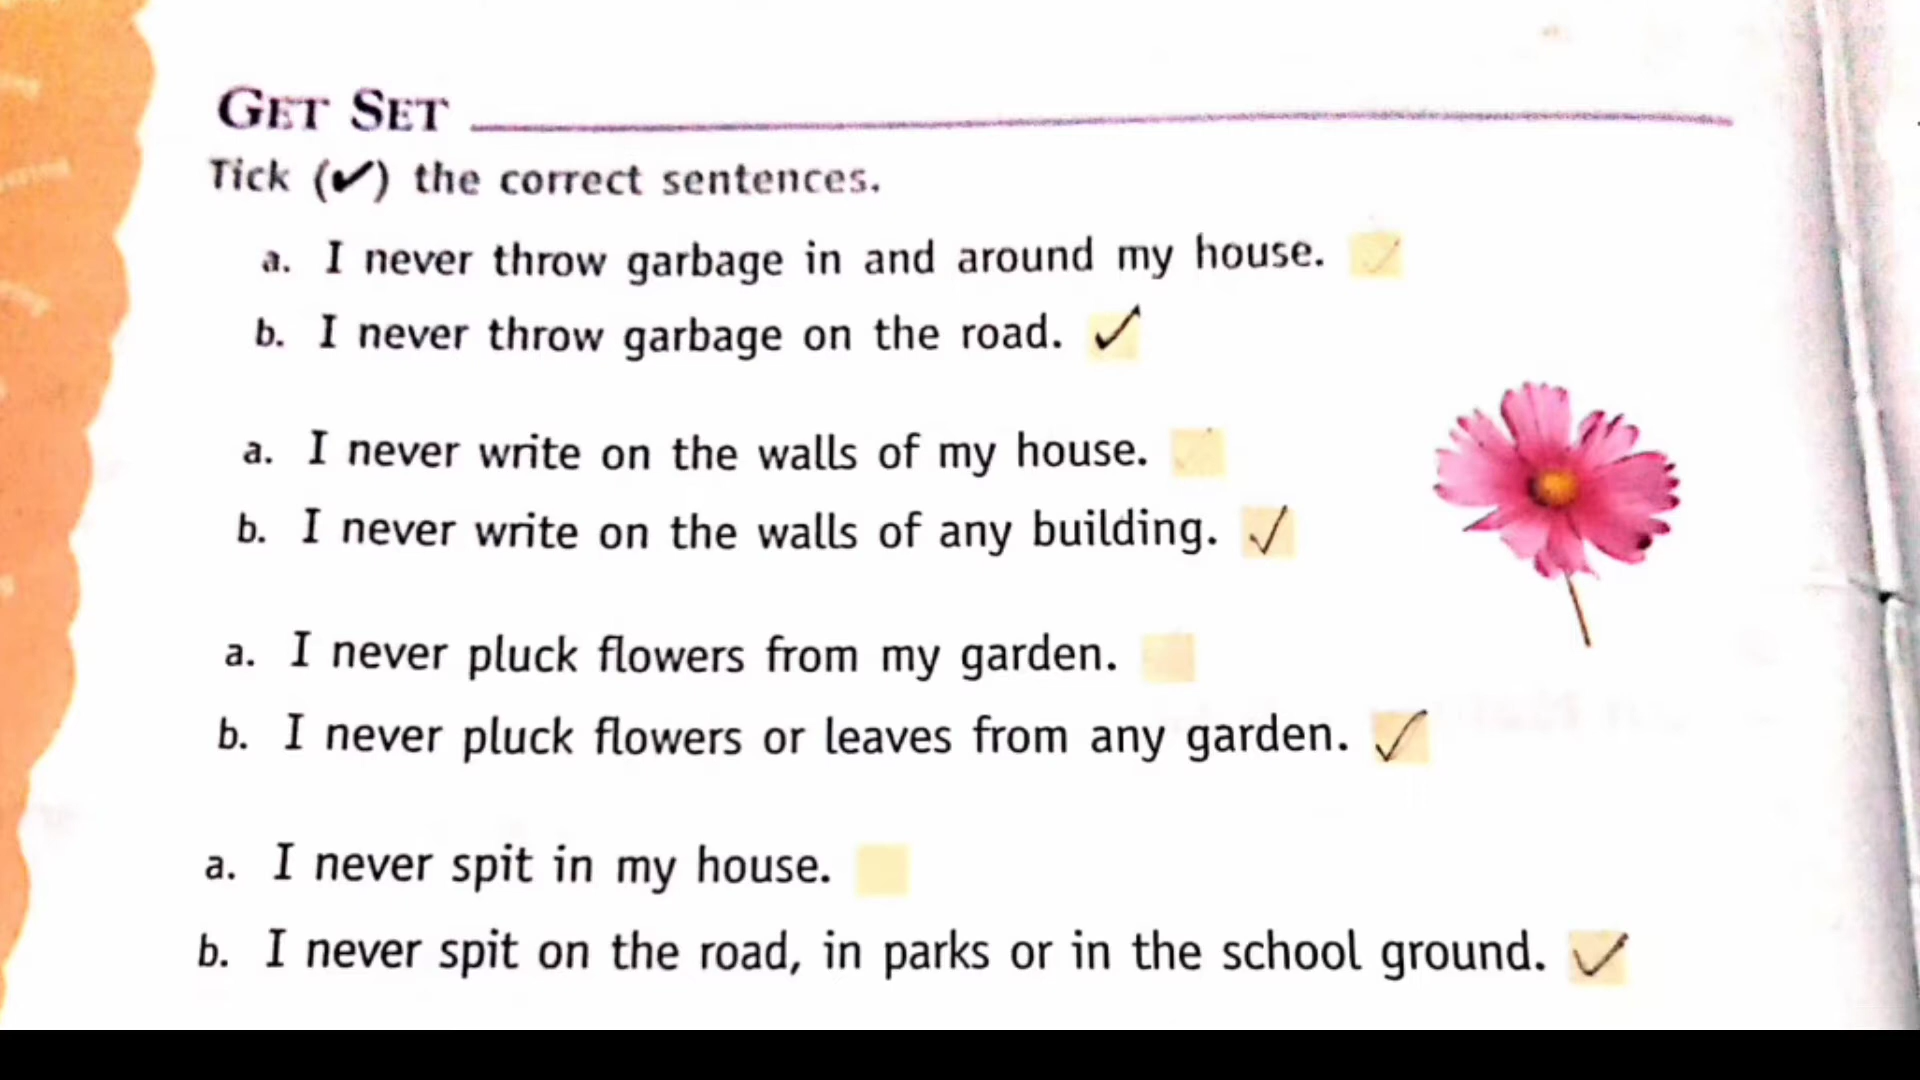 GET SET
Tick (✔) the correct sentences.
a. I never throw garbage in and around my house.
b. I never throw garbage on the road. ✓
a. I never write on the walls of my house.
b. I never write on the walls of any building. ✓
a. I never pluck flowers from my garden.
b. I never pluck flowers or leaves from any garden. ✓
a. I never spit in my house.
b. I never spit on the road, in parks or in the school ground. ✓